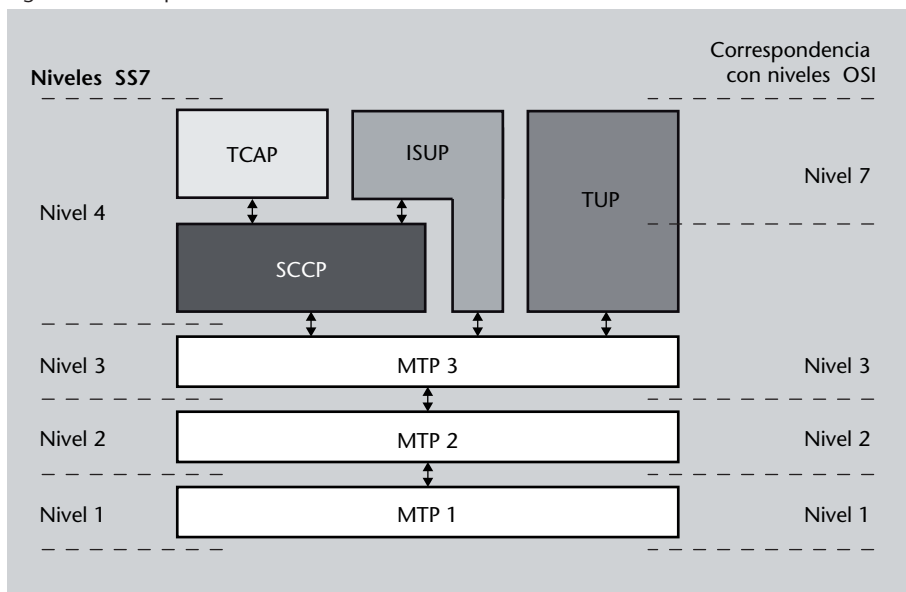 Niveles SS7
Correspondencia
con niveles OSI
TCAP
ISUP
TUP
Nivel 7
Nivel 4
SCCP
Nivel 3
MTP 3
Nivel 3
Nivel 2
MTP 2
Nivel 2
Nivel 1
MTP 1
Nivel 1